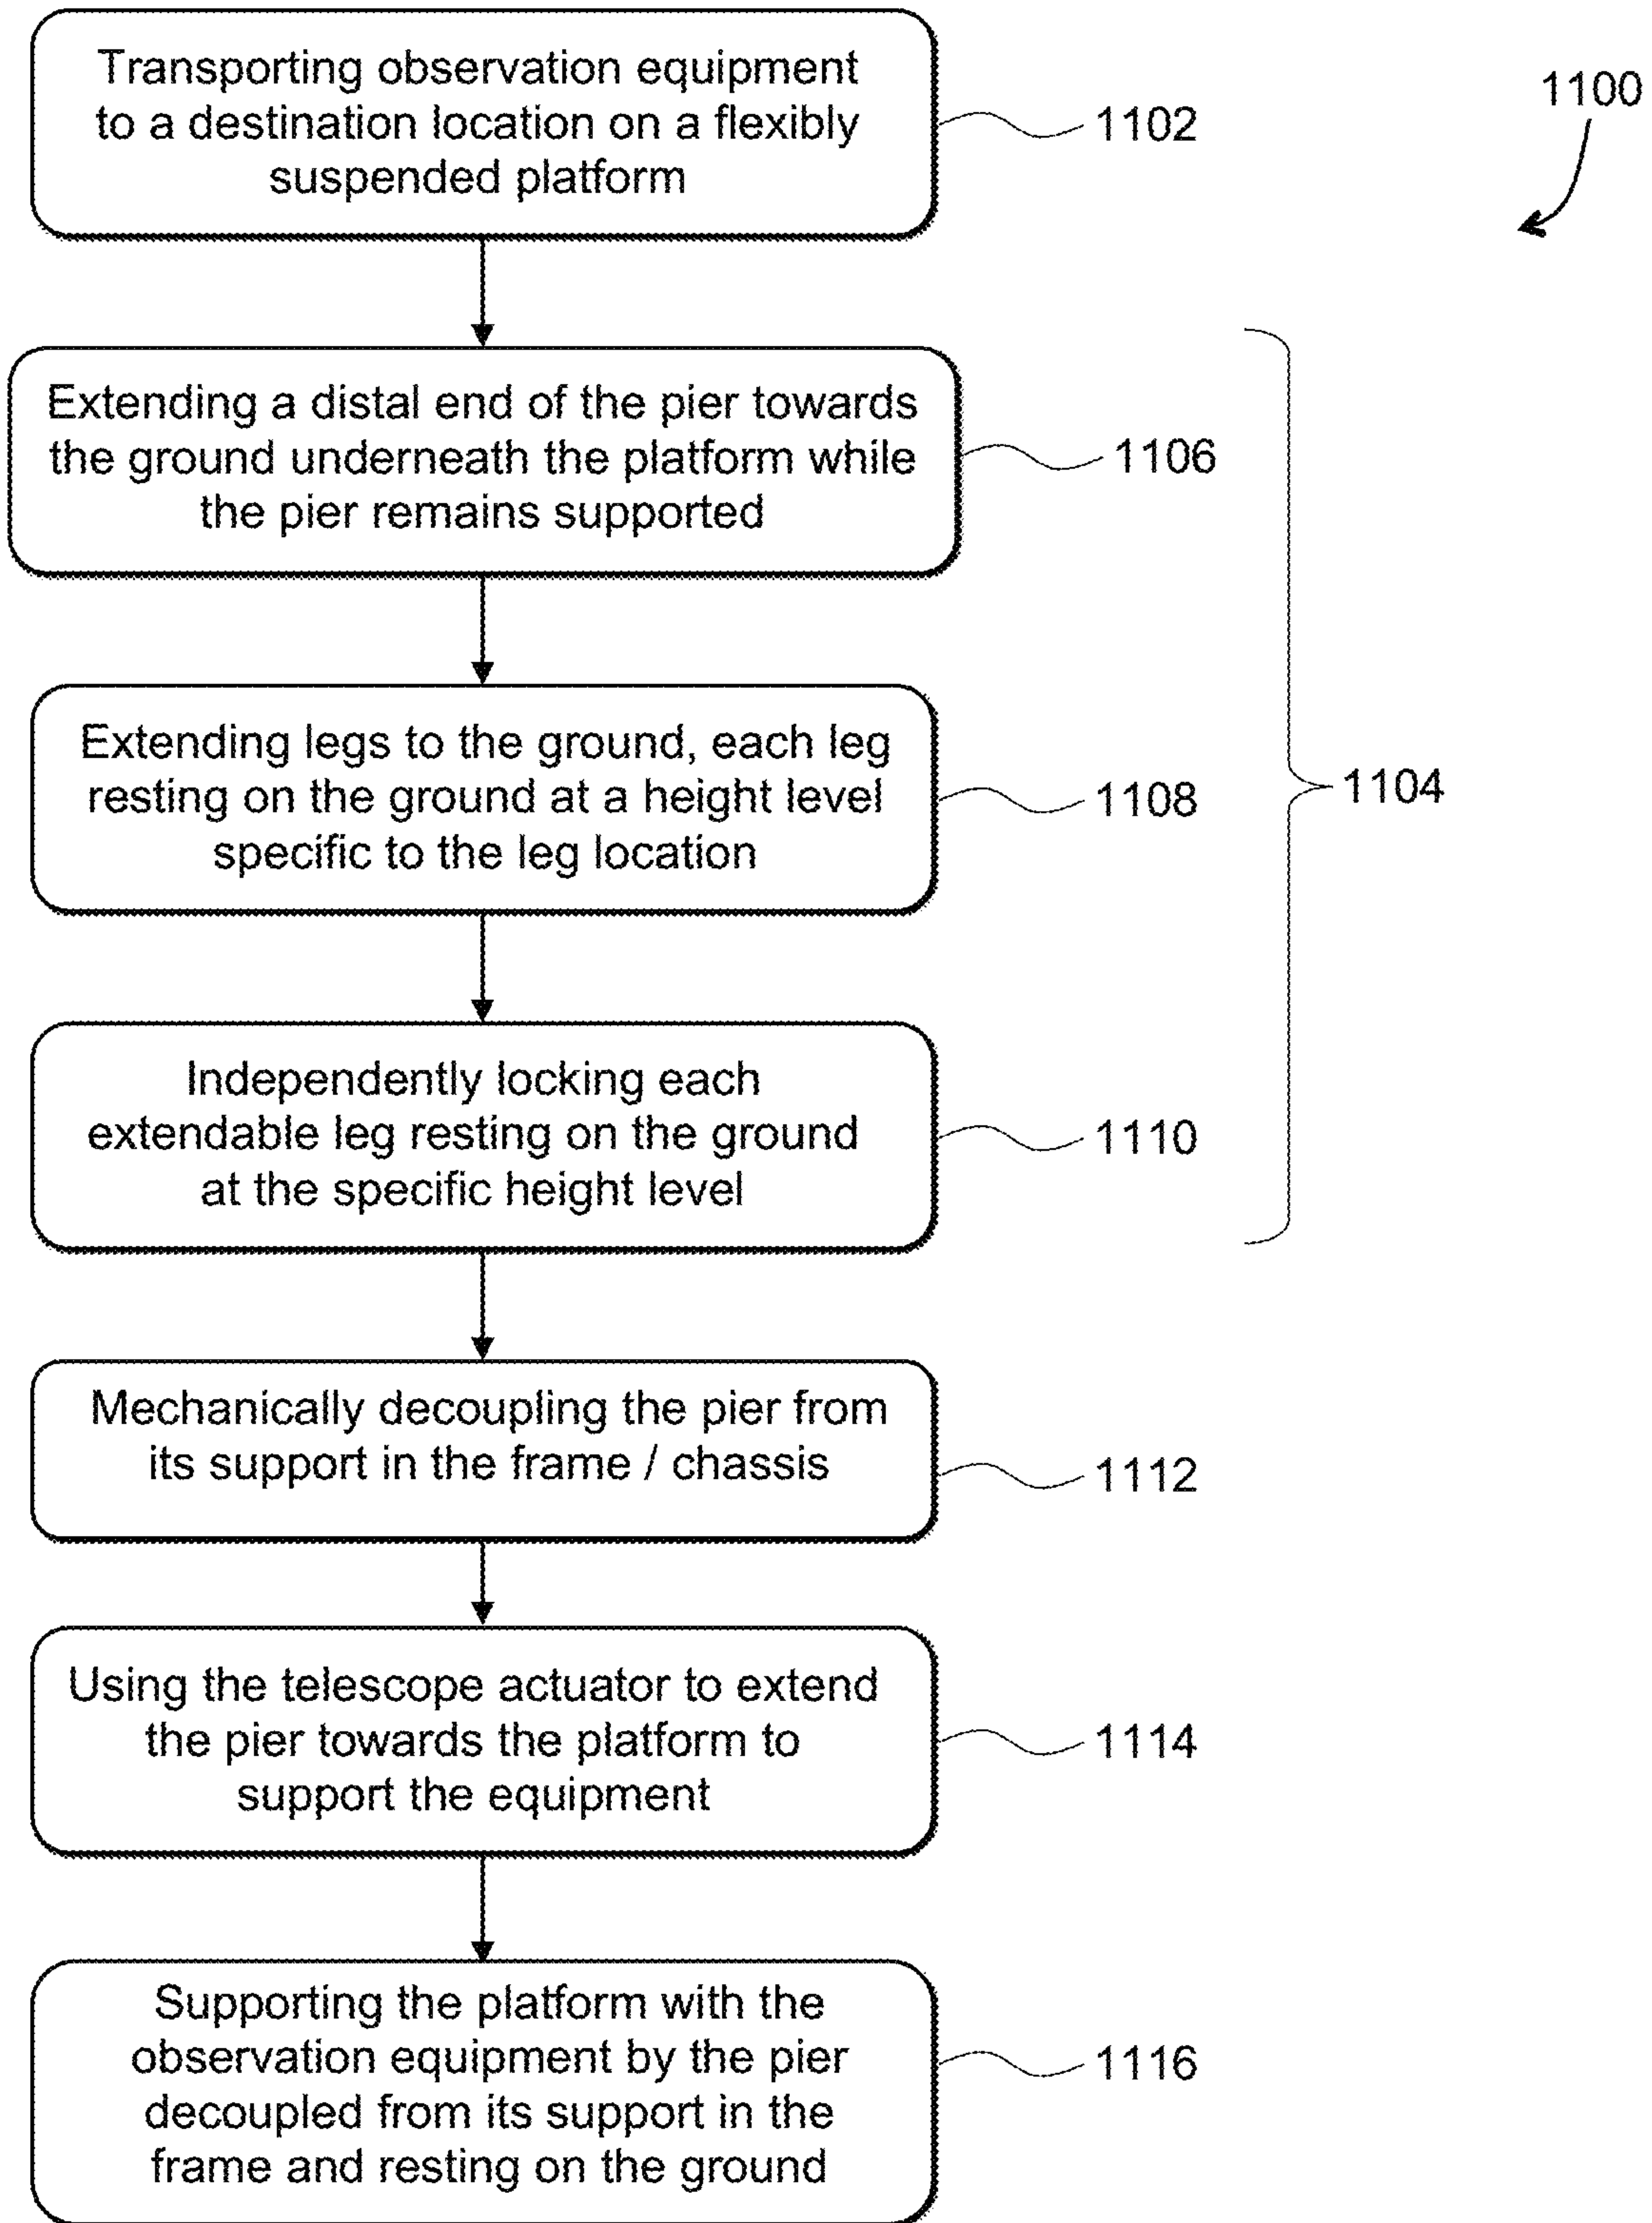 Transporting observation equipment
to a destination location on a flexibly
suspended platform
1102
1100
Extending a distal end of the pier towards
the ground underneath the platform while
the pier remains supported
1106
Extending legs to the ground, each leg
resting on the ground at a height level
specific to the leg location
1108
1104
Independently locking each
extendable leg resting on the ground
at the specific height level
1110
Mechanically decoupling the pier from
its support in the frame / chassis
1112
Using the telescope actuator to extend
the pier towards the platform to
support the equipment
1114
Supporting the platform with the
observation equipment by the pier
decoupled from its support in the
frame and resting on the ground
1116